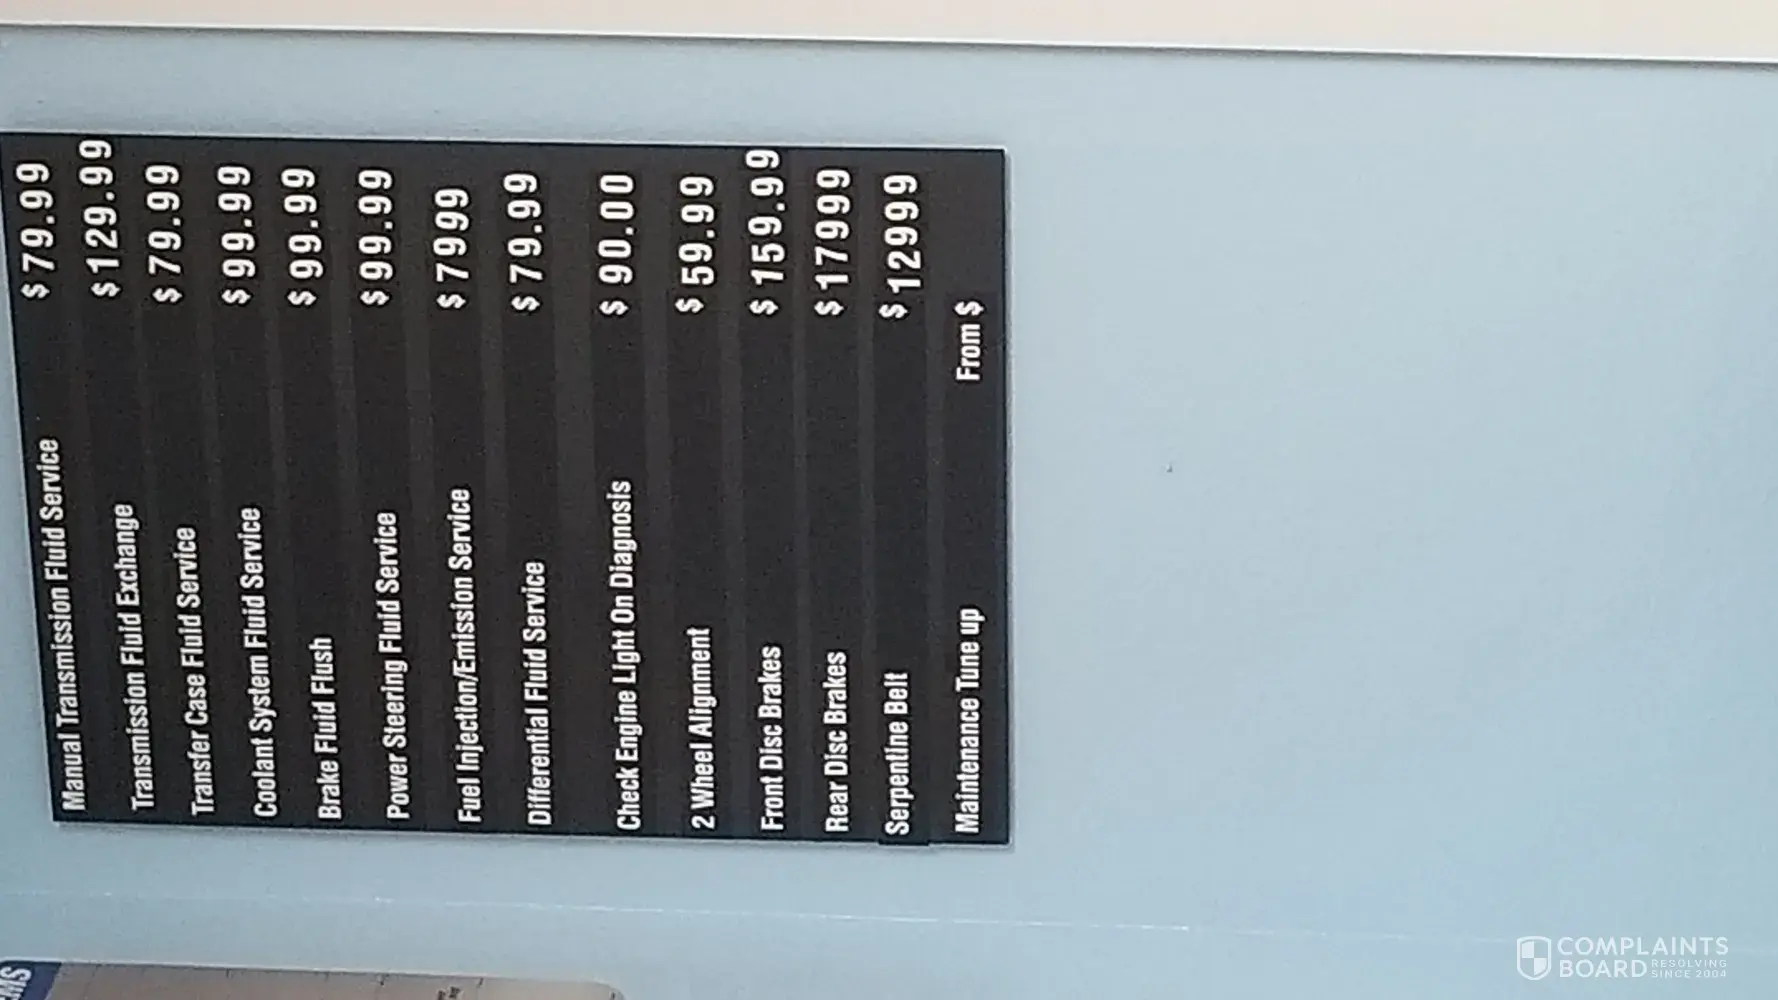 Manual Transmission Fluid Service $79.99
Transmission Fluid Exchange $129.99
Transfer Case Fluid Service $79.99
Coolant System Fluid Service $99.99
Brake Fluid Flush $99.99
Power Steering Fluid Service $99.99
Fuel Injection/Emission Service $7999
Differential Fluid Service $79.99
Check Engine LIght On Diagnosis $90.00
2 Wheel Alignment $59.99
Front Disc Brakes $159.99
Rear Disc Brakes $17999
Serpentine Belt $12999
Maintenance Tune up From $
COMPLAINTS
BOARD RESOLVING
SINCE 2004